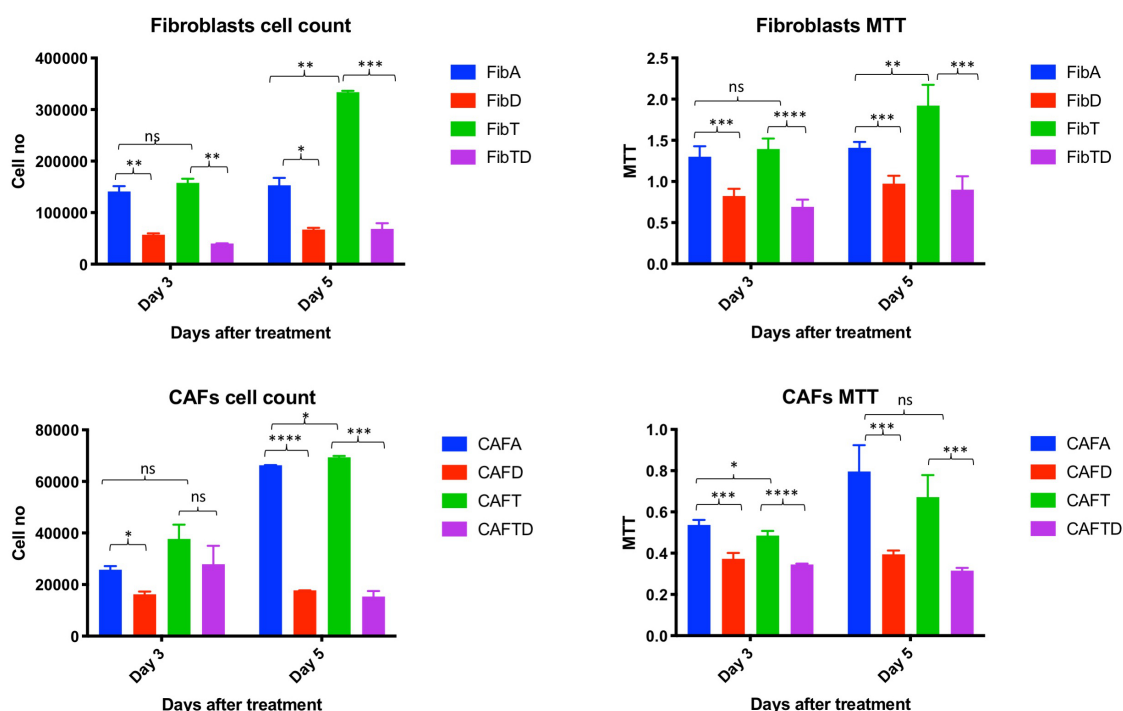 Fibroblasts cell count
400000
300000
200000
100000
0
Cell no
ns
**
**
**
***
*
Day 3
Day 5
Days after treatment
FibA
FibD
FibT
FibTD
Fibroblasts MTT
2.5
2.0
1.5
1.0
0.5
0.0
MTT
ns
***
****
**
***
***
Day 3
Day 5
Days after treatment
FibA
FibD
FibT
FibTD
CAFs cell count
80000
60000
40000
20000
0
Cell no
ns
*
ns
*
****
***
Day 3
Day 5
Days after treatment
CAFA
CAFD
CAFT
CAFTD
CAFs MTT
1.0
0.8
0.6
0.4
0.2
0.0
MTT
*
***
****
ns
***
***
Day 3
Day 5
Days after treatment
CAFA
CAFD
CAFT
CAFTD